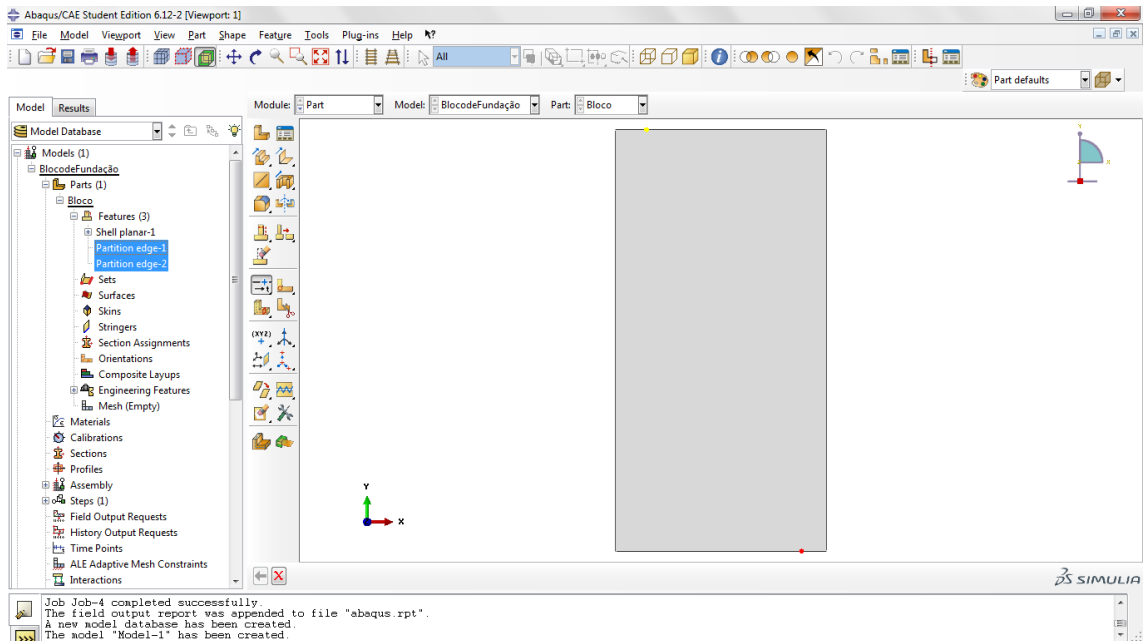 Abaqus/CAE Student Edition 6.12-2 [Viewport: 1]
File Model Viewport View Part Shape Feature Tools Plug-ins Help
All
Part defaults
Model Results
Module: Part Model: BlocodeFundação Part: Bloco
Model Database
Models (1)
BlocodeFundação
Parts (1)
Bloco
Features (3)
Shell planar-1
Partition edge-1
Partition edge-2
Sets
Surfaces
Skins
Stringers
Section Assignments
Orientations
Composite Layups
Engineering Features
Mesh (Empty)
Materials
Calibrations
Sections
Profiles
Assembly
Steps (1)
Field Output Requests
History Output Requests
Time Points
ALE Adaptive Mesh Constraints
Interactions
(XYZ)
Y
X
Y
X
SIMULIA
Job Job-4 completed successfully.
The field output report was appended to file "abaqus.rpt".
A new model database has been created.
The model "Model-1" has been created.
>>>